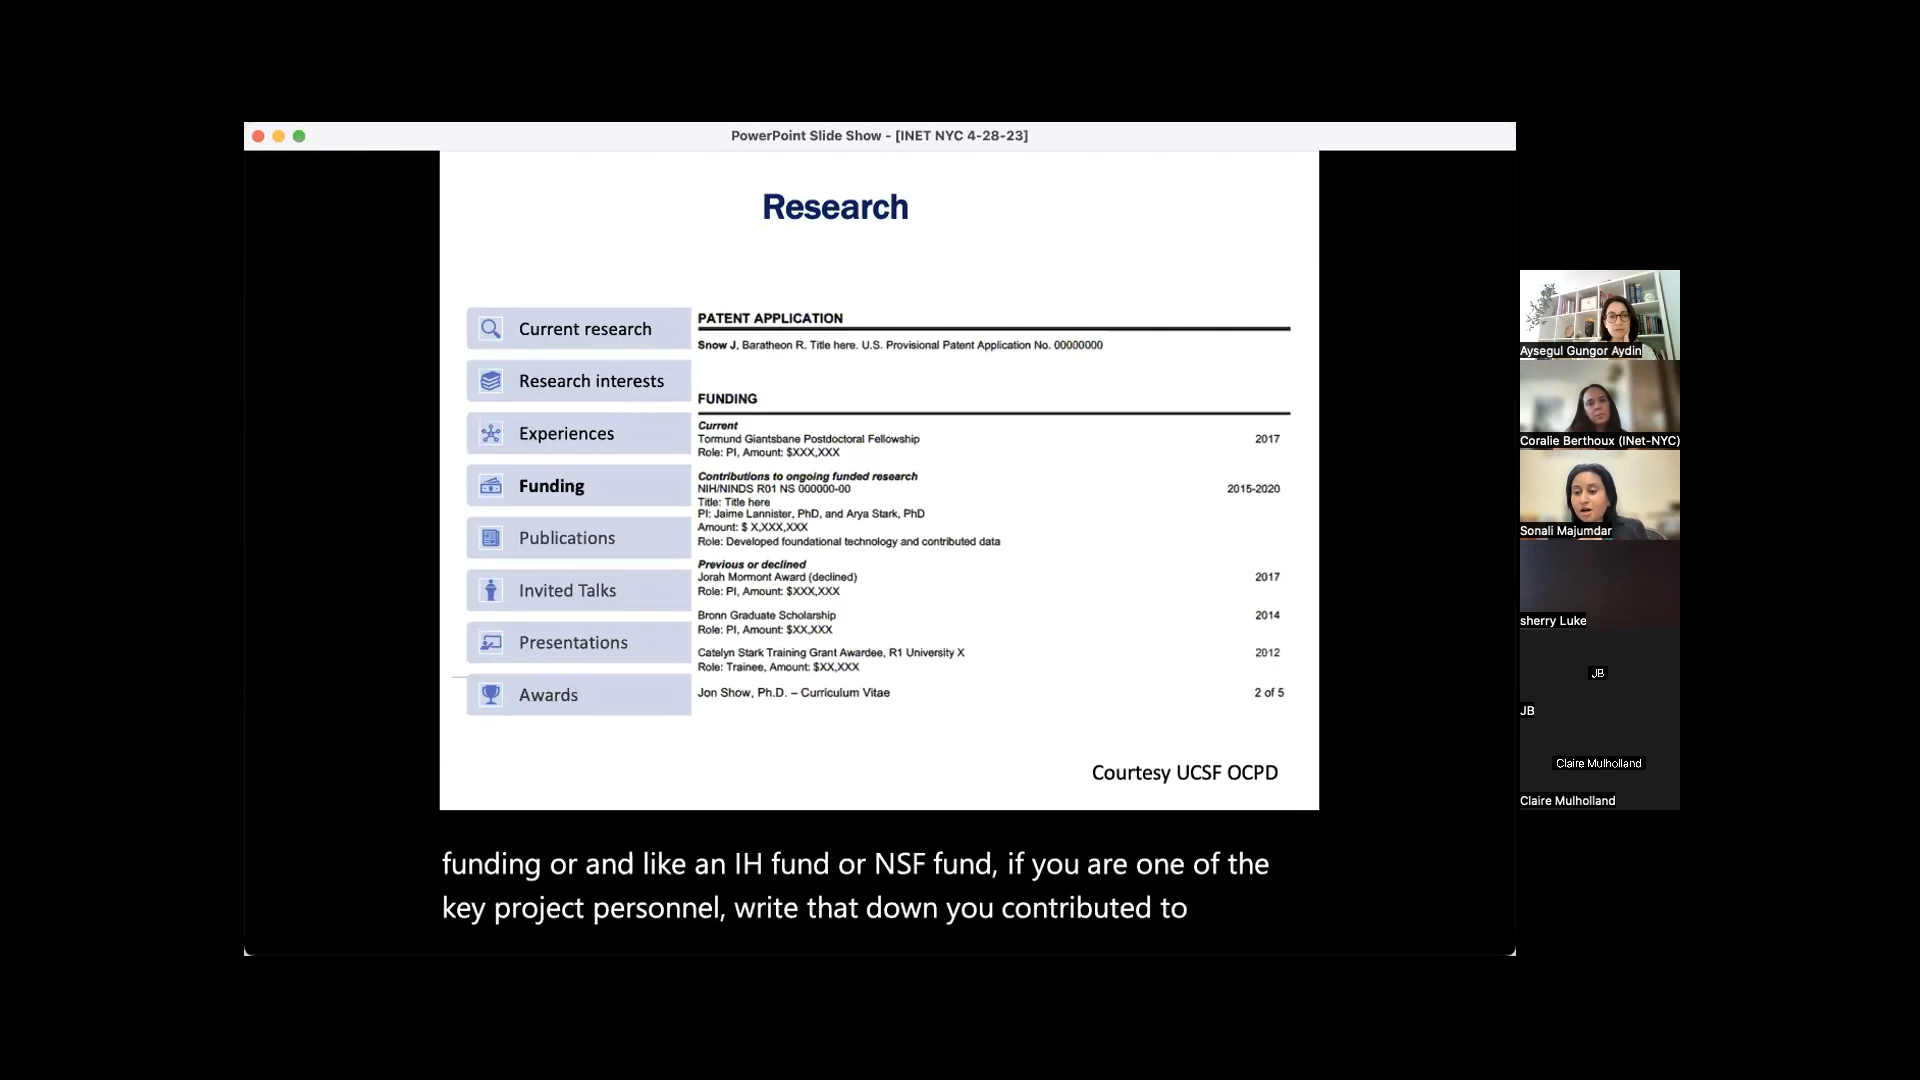 PowerPoint Slide Show - [INET NYC 4-28-23]
Research
Current research
Research interests
Experiences
Funding
Publications
Invited Talks
Presentations
Awards
PATENT APPLICATION
Snow J, Baratheon R. Title here. U.S. Provisional Patent Application No. 00000000
FUNDING
Current
Tormund Giantsbane Postdoctoral Fellowship 2017
Role: PI, Amount: $XXX,XXX
Contributions to ongoing funded research
NIH/NINDS R01 NS 000000-00 2015-2020
Title: Title here
PI: Jaime Lannister, PhD, and Arya Stark, PhD
Amount: $ X,XXX,XXX
Role: Developed foundational technology and contributed data
Previous or declined
Jorah Mormont Award (declined) 2017
Role: PI, Amount: $XXX,XXX
Bronn Graduate Scholarship 2014
Role: PI, Amount: $XX,XXX
Catelyn Stark Training Grant Awardee, R1 University X 2012
Role: Trainee, Amount: $XX,XXX
Jon Show, Ph.D. – Curriculum Vitae 2 of 5
Courtesy UCSF OCPD
funding or and like an IH fund or NSF fund, if you are one of the
key project personnel, write that down you contributed to
Aysegul Gungor Aydin
Coralie Berthoux (INet-NYC)
Sonali Majumdar
sherry Luke
JB
JB
Claire Mulholland
Claire Mulholland